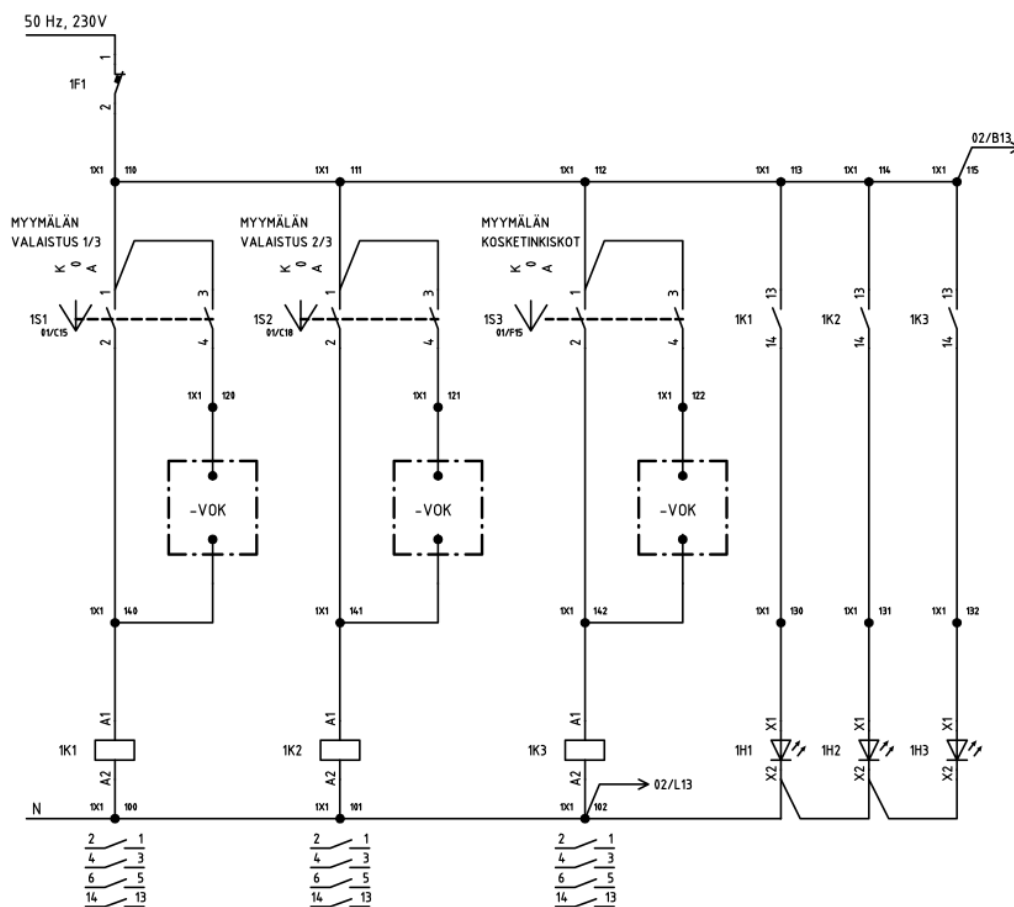 50 Hz, 230V
1
1F1
2
02/B13
1X1 110
1X1 111
1X1 112
1X1 113
1X1 114
1X1 115
MYYMÄLÄN
VALAISTUS 1/3
MYYMÄLÄN
VALAISTUS 2/3
MYYMÄLÄN
KOSKETINKISKOT
K 0 A
K 0 A
K 0 A
1 3
1 3
1 3
13
13
13
1S1
01/C15
1S2
01/C18
1S3
01/F15
1K1
1K2
1K3
2 4
2 4
2 4
14
14
14
1X1 120
1X1 121
1X1 122
-VOK
-VOK
-VOK
1X1 140
1X1 141
1X1 142
1X1 130
1X1 131
1X1 132
A1
A1
A1
X1
X1
X1
1K1
1K2
1K3
1H1
1H2
1H3
A2
A2
A2
X2
X2
X2
02/L13
N
1X1 100
1X1 101
1X1 102
2 1
4 3
6 5
14 13
2 1
4 3
6 5
14 13
2 1
4 3
6 5
14 13